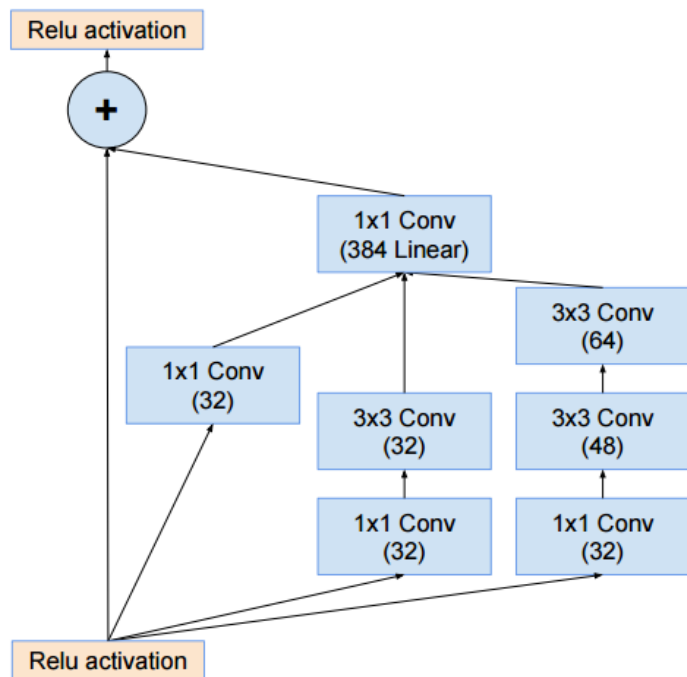 Relu activation
+
1x1 Conv
(384 Linear)
3x3 Conv
(64)
1x1 Conv
(32)
3x3 Conv
(32)
3x3 Conv
(48)
1x1 Conv
(32)
1x1 Conv
(32)
Relu activation